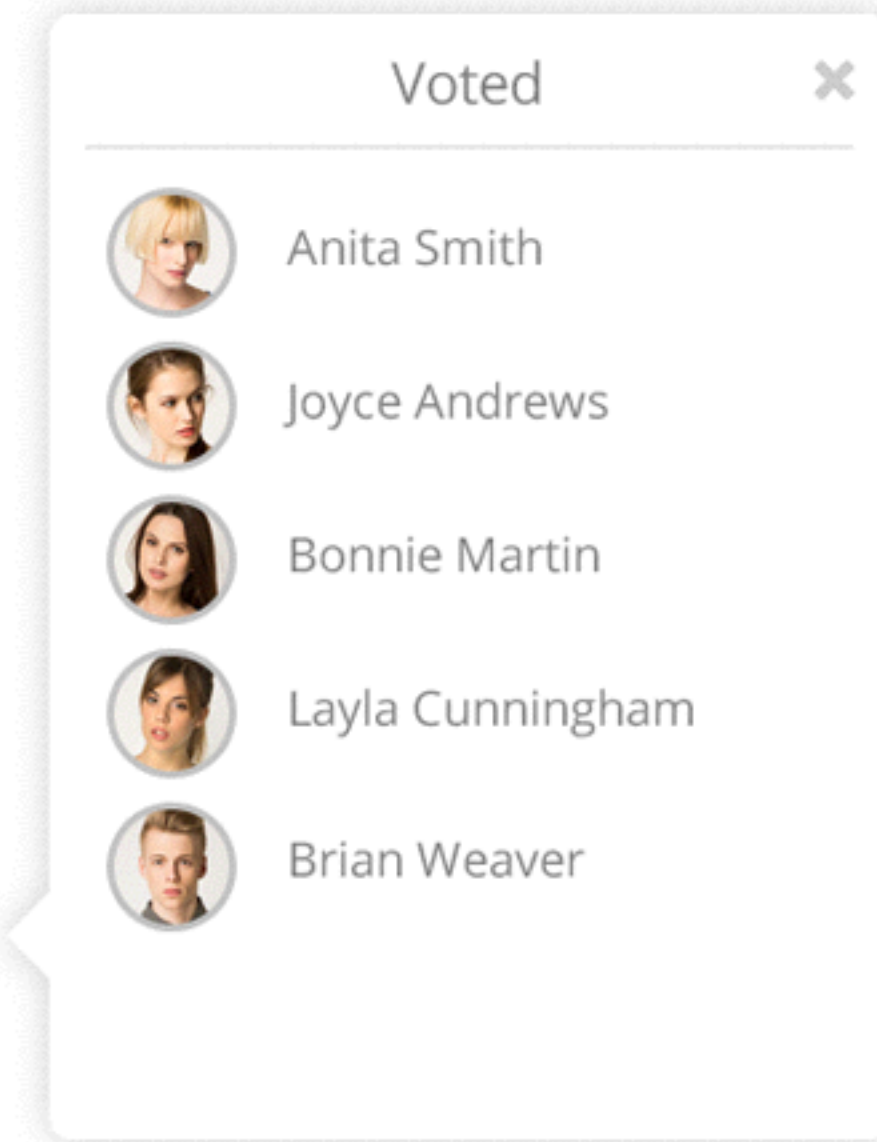 Voted
Anita Smith
Joyce Andrews
Bonnie Martin
Layla Cunningham
Brian Weaver